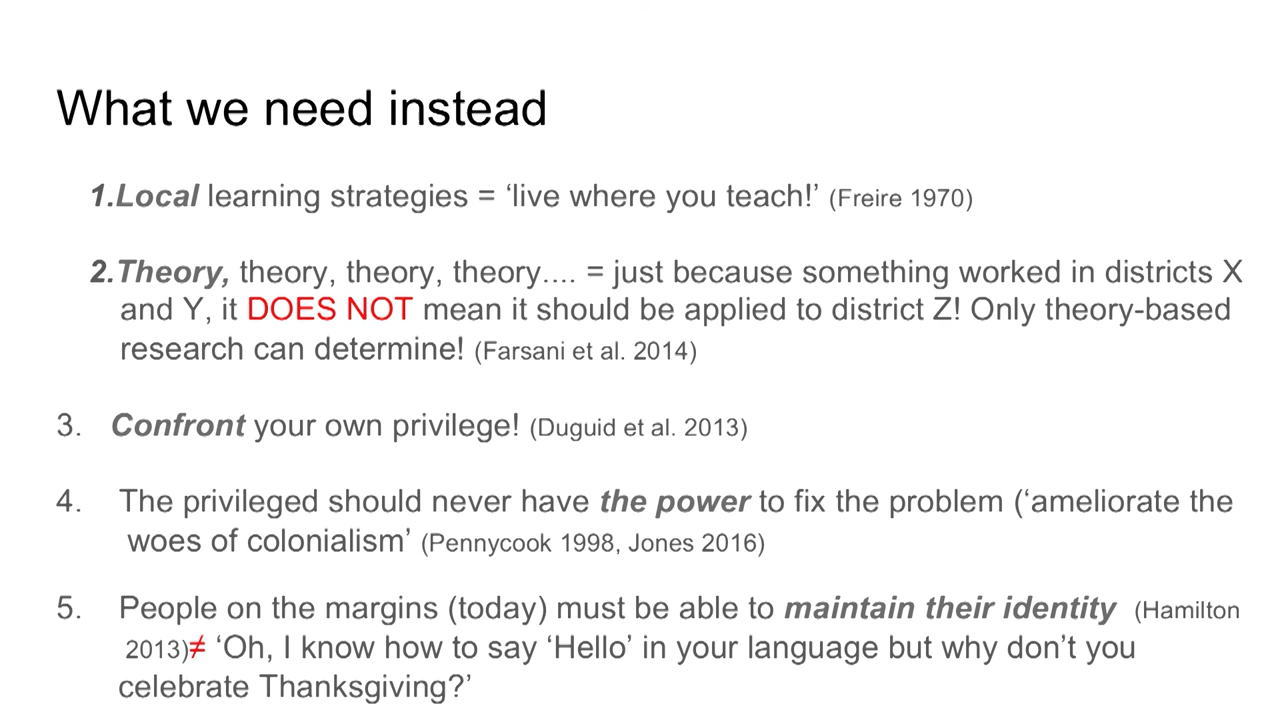 What we need instead
1.Local learning strategies = ‘live where you teach!’ (Freire 1970)
2.Theory, theory, theory, theory.... = just because something worked in districts X
and Y, it DOES NOT mean it should be applied to district Z! Only theory-based
research can determine! (Farsani et al. 2014)
3. Confront your own privilege! (Duguid et al. 2013)
4. The privileged should never have the power to fix the problem (‘ameliorate the
woes of colonialism’ (Pennycook 1998, Jones 2016)
5. People on the margins (today) must be able to maintain their identity (Hamilton
2013)≠ ‘Oh, I know how to say ‘Hello’ in your language but why don’t you
celebrate Thanksgiving?’